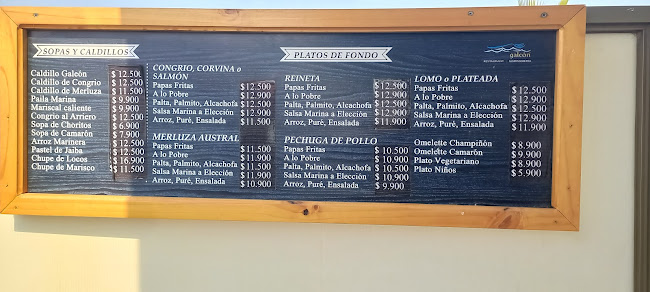 SOPAS Y CALDILLOS
Caldillo Galeón $ 12.500
Caldillo de Congrio $ 12.500
Caldillo de Merluza $ 11.500
Paila Marina $ 9.900
Mariscal caliente $ 9.900
Congrio al Arriero $ 12.500
Sopa de Choritos $ 6.900
Sopa de Camarón $ 7.900
Arroz Marinera $ 12.500
Pastel de Jaiba $ 12.500
Chupe de Locos $ 16.900
Chupe de Marisco $ 11.500
PLATOS DE FONDO
CONGRIO, CORVINA o
SALMÓN
Papas Fritas $ 12.500
A lo Pobre $ 12.900
Palta, Palmito, Alcachofa $ 12.500
Salsa Marina a Elección $ 12.900
Arroz, Puré, Ensalada $ 11.500
MERLUZA AUSTRAL
Papas Fritas $ 11.500
A lo Pobre $ 11.900
Palta, Palmito, Alcachofa $ 11.500
Salsa Marina a Elección $ 11.900
Arroz, Puré, Ensalada $ 10.900
REINETA
Papas Fritas $ 12.500
A lo Pobre $ 12.900
Palta, Palmito, Alcachofa $ 12.500
Salsa Marina a Elección $ 12.900
Arroz, Puré, Ensalada $ 11.900
PECHUGA DE POLLO
Papas Fritas $ 10.500
A lo Pobre $ 10.900
Palta, Palmito, Alcachofa $ 10.500
Salsa Marina a Elección $ 10.900
Arroz, Puré, Ensalada $ 9.900
galeón
LOMO o PLATEADA
Papas Fritas $ 12.500
A lo Pobre $ 12.900
Palta, Palmito, Alcachofa $ 12.500
Salsa Marina a Elección $ 12.900
Arroz, Puré, Ensalada $ 11.900
Omelette Champiñón $ 8.900
Omelette Camarón $ 9.900
Plato Vegetariano $ 8.900
Plato Niños $ 5.900